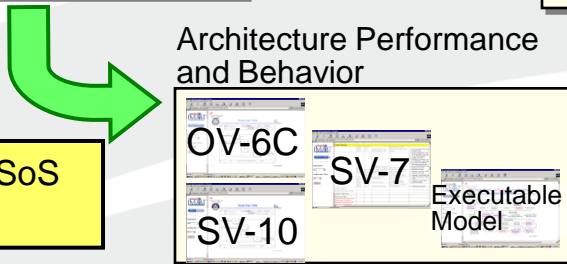 Architecture Performance
and Behavior
OV-6C
SV-7
SoS
Executable
Model
SV-10